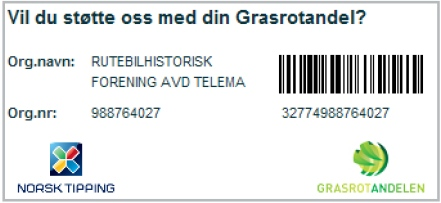 Vil du støtte oss med din Grasrotandel?
Org.navn: RUTEBILHISTORISK
FORENING AVD TELEMA
Org.nr: 988764027 32774988764027
NORSK TIPPING GRASROTANDELEN